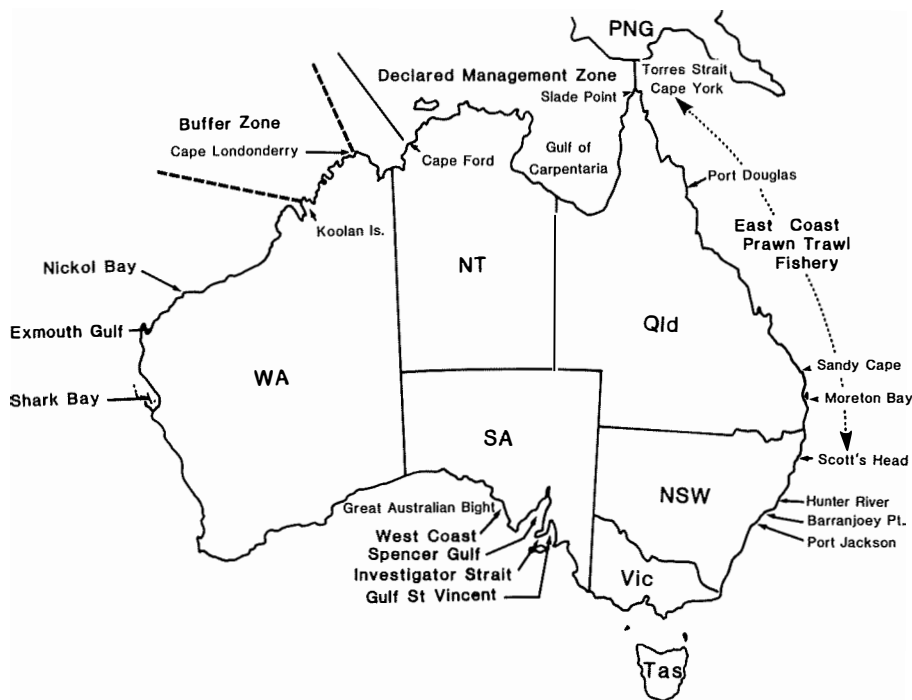 PNG
Torres Strait
Cape York
Declared Management Zone
Slade Point
Buffer Zone
Cape Londonderry
Cape Ford
Gulf of
Carpentaria
Port Douglas
Koolan Is.
East Coast
Prawn Trawl
Fishery
Nickol Bay
NT
Exmouth Gulf
Qld
Sandy Cape
WA
Shark Bay
Moreton Bay
SA
Scott's Head
NSW
Great Australian Bight
Hunter River
West Coast
Barranjoey Pt.
Spencer Gulf
Port Jackson
Investigator Strait
Vic
Gulf St Vincent
Tas